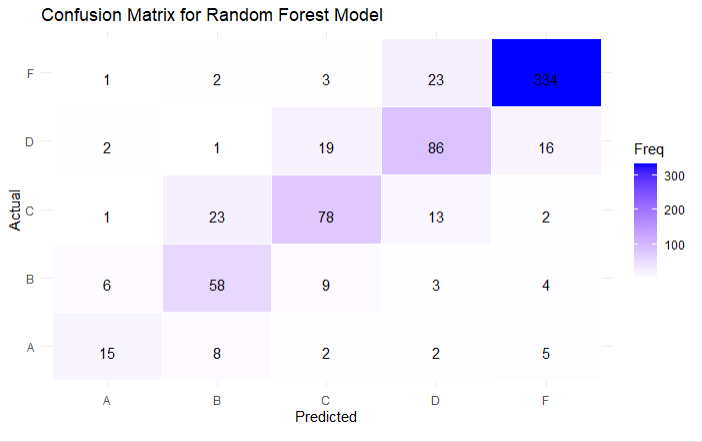 Confusion Matrix for Random Forest Model
F 1 2 3 23 334
D 2 1 19 86 16
C 1 23 78 13 2
B 6 58 9 3 4
A 15 8 2 2 5
A B C D F
Predicted
Actual
Freq
300
200
100